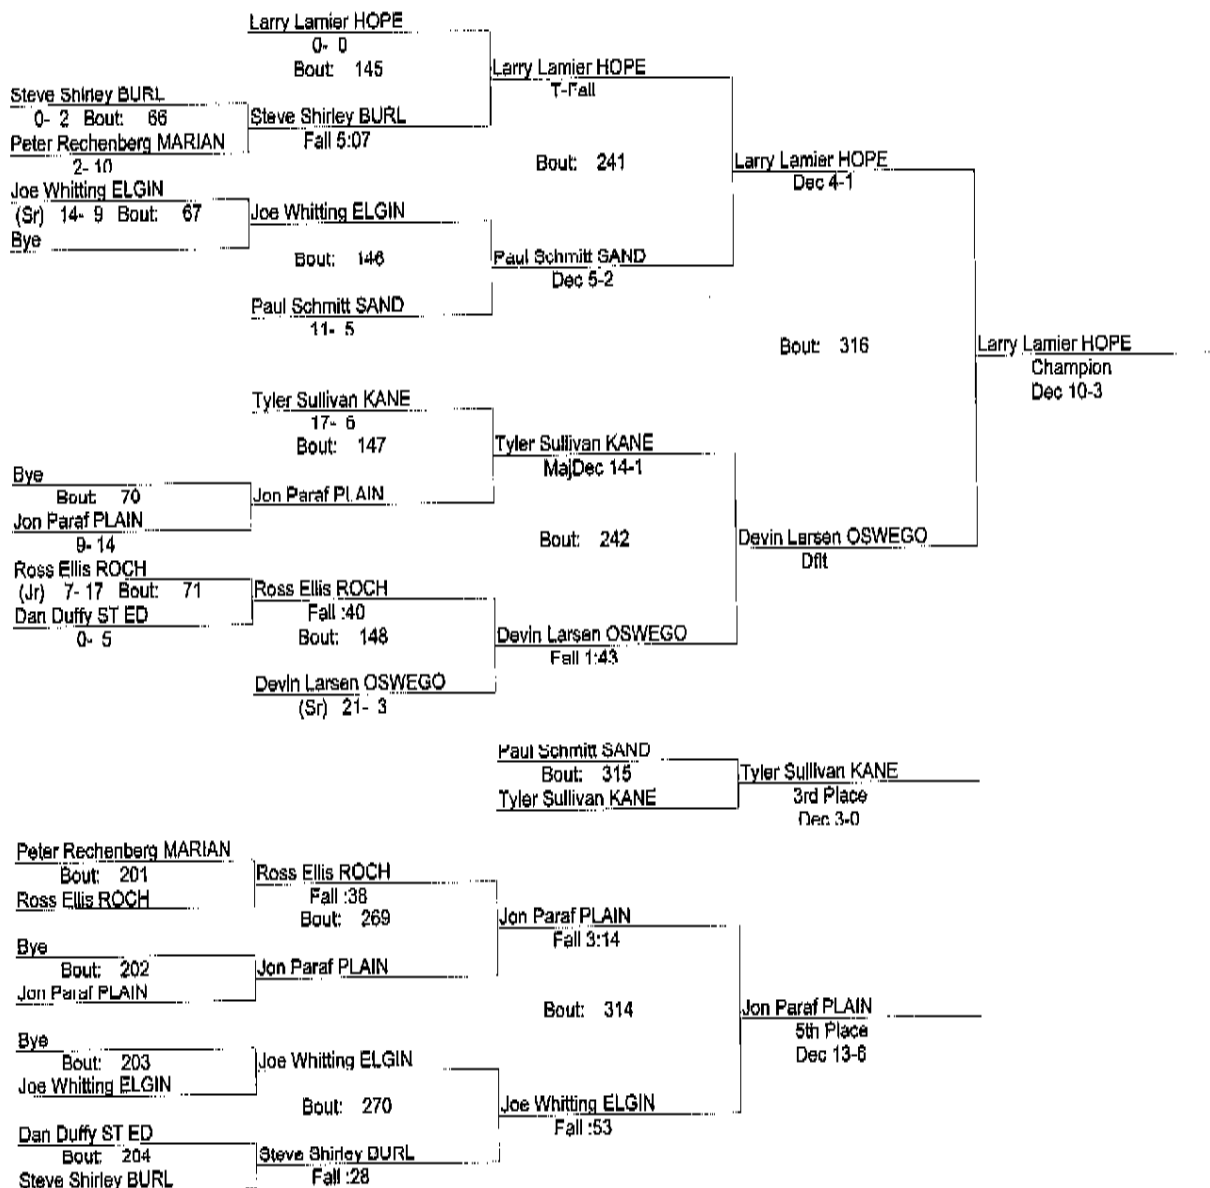 Larry Lamier HOPE
0- 0
Bout: 145
Larry Lamier HOPE
T-Fall
Steve Shirley BURL
0- 2 Bout: 66
Steve Shirley BURL
Fall 5:07
Peter Rechenberg MARIAN
2- 10
Bout: 241
Larry Lamier HOPE
Dec 4-1
Joe Whitting ELGIN
(Sr) 14- 9 Bout: 67
Joe Whitting ELGIN
Bye
Bout: 146
Paul Schmitt SAND
Dec 5-2
Paul Schmitt SAND
11- 5
Bout: 316
Larry Lamier HOPE
Champion
Dec 10-3
Tyler Sullivan KANE
17- 6
Bout: 147
Tyler Sullivan KANE
MajDec 14-1
Bye
Bout: 70
Jon Paraf PLAIN
Jon Paraf PLAIN
9- 14
Bout: 242
Devin Larsen OSWEGO
Dflt
Ross Ellis ROCH
(Jr) 7- 17 Bout: 71
Ross Ellis ROCH
Fall :40
Dan Duffy ST ED
0- 5
Bout: 148
Devin Larsen OSWEGO
Fall 1:43
Devin Larsen OSWEGO
(Sr) 21- 3
Paul Schmitt SAND
Bout: 315
Tyler Sullivan KANE
Tyler Sullivan KANE
3rd Place
Dec 3-0
Peter Rechenberg MARIAN
Bout: 201
Ross Ellis ROCH
Ross Ellis ROCH
Fall :38
Bout: 269
Jon Paraf PLAIN
Fall 3:14
Bye
Bout: 202
Jon Paraf PLAIN
Jon Paraf PLAIN
Bout: 314
Jon Paraf PLAIN
5th Place
Dec 13-6
Bye
Bout: 203
Joe Whitting ELGIN
Joe Whitting ELGIN
Bout: 270
Joe Whitting ELGIN
Fall :53
Dan Duffy ST ED
Bout: 204
Steve Shirley BURL
Steve Shirley BURL
Fall :28